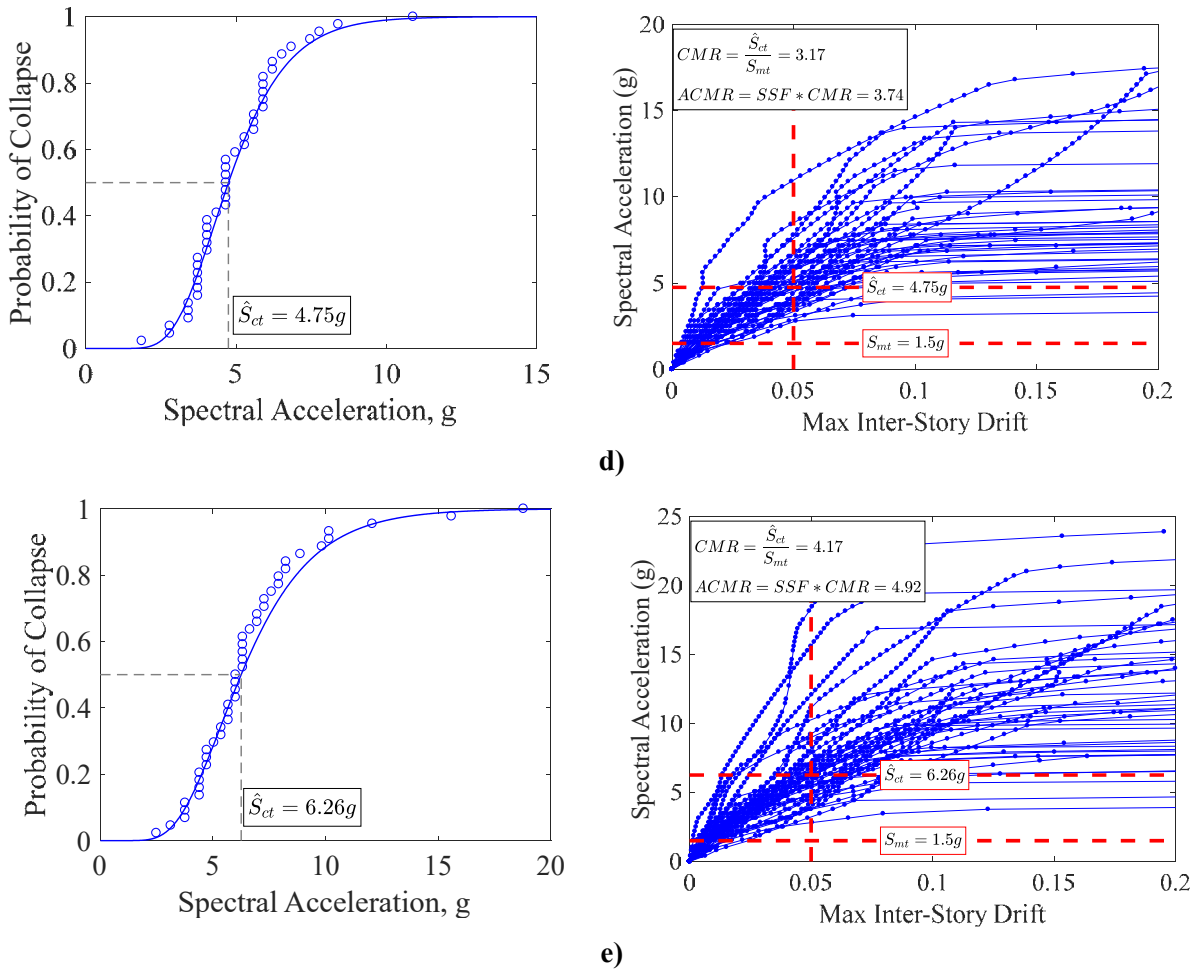 Probability of Collapse
1
0.8
0.6
0.4
0.2
0
Ŝct = 4.75g
0 5 10 15
Spectral Acceleration, g
Spectral Acceleration (g)
20
15
10
5
0
CMR = Ŝct / Smt = 3.17
ACMR = SSF * CMR = 3.74
Ŝct = 4.75g
Smt = 1.5g
0 0.05 0.1 0.15 0.2
Max Inter-Story Drift
d)
Probability of Collapse
1
0.8
0.6
0.4
0.2
0
Ŝct = 6.26g
0 5 10 15 20
Spectral Acceleration, g
Spectral Acceleration (g)
25
20
15
10
5
0
CMR = Ŝct / Smt = 4.17
ACMR = SSF * CMR = 4.92
Ŝct = 6.26g
Smt = 1.5g
0 0.05 0.1 0.15 0.2
Max Inter-Story Drift
e)